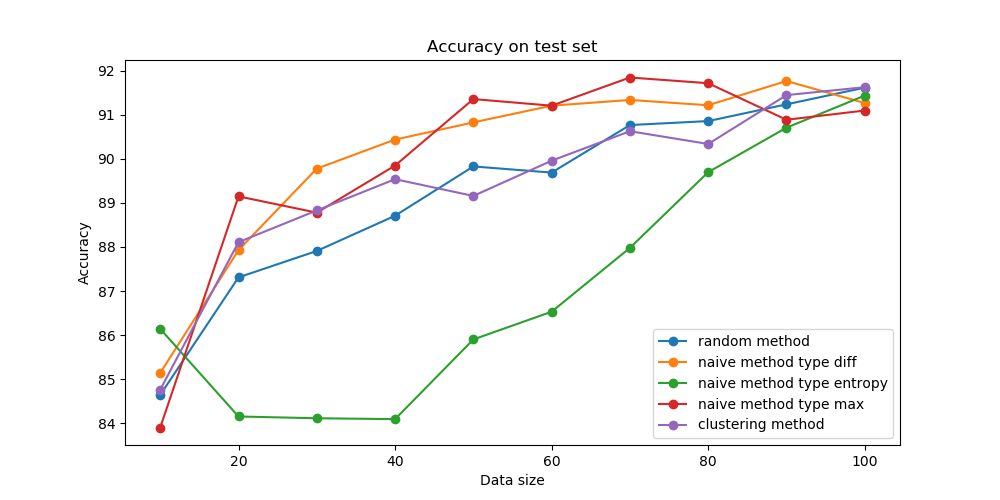 Accuracy on test set
Accuracy
92
91
90
89
88
87
86
85
84
20 40 60 80 100
Data size
random method
naive method type diff
naive method type entropy
naive method type max
clustering method